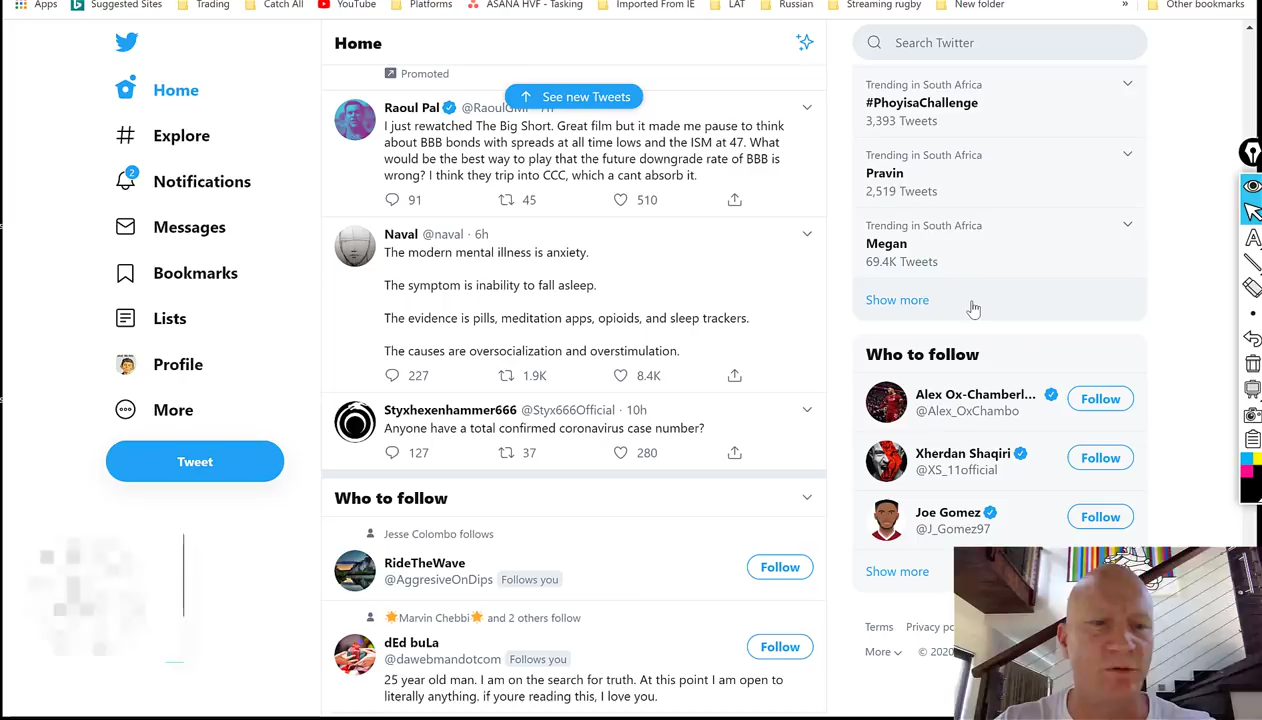 Apps
Suggested Sites
Trading
Catch All
YouTube
Platforms
ASANA HVF - Tasking
Imported From IE
LAT
Russian
Streaming rugby
New folder
»
Other bookmarks
Home
Explore
2
Notifications
Messages
Bookmarks
Lists
Profile
More
Tweet
Home
Promoted
See new Tweets
Raoul Pal
I just rewatched The Big Short. Great film but it made me pause to think
about BBB bonds with spreads at all time lows and the ISM at 47. What
would be the best way to play that the future downgrade rate of BBB is
wrong? I think they trip into CCC, which a cant absorb it.
91 45 510
Naval @naval · 6h
The modern mental illness is anxiety.
The symptom is inability to fall asleep.
The evidence is pills, meditation apps, opioids, and sleep trackers.
The causes are oversocialization and overstimulation.
227 1.9K 8.4K
Styxhexenhammer666 @Styx666Official · 10h
Anyone have a total confirmed coronavirus case number?
127 37 280
Who to follow
Jesse Colombo follows
RideTheWave
@AggresiveOnDips Follows you
Follow
Marvin Chebbi and 2 others follow
dEd buLa
@dawebmandotcom Follows you
Follow
25 year old man. I am on the search for truth. At this point I am open to
literally anything. if youre reading this, I love you.
Search Twitter
Trending in South Africa
#PhoyisaChallenge
3,393 Tweets
Trending in South Africa
Pravin
2,519 Tweets
Trending in South Africa
Megan
69.4K Tweets
Show more
Who to follow
Alex Ox-Chamberl...
@Alex_OxChambo
Follow
Xherdan Shaqiri
@XS_11official
Follow
Joe Gomez
@J_Gomez97
Follow
Show more
Terms Privacy
More © 2020